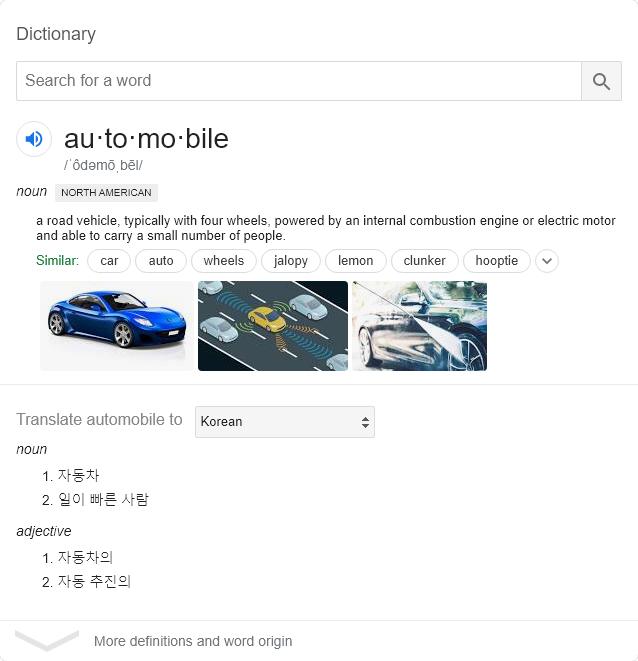 Dictionary
Search for a word
au·to·mo·bile
/ˈôdəmōˌbēl/
noun NORTH AMERICAN
a road vehicle, typically with four wheels, powered by an internal combustion engine or electric motor
and able to carry a small number of people.
Similar: car auto wheels jalopy lemon clunker hooptie
Translate automobile to Korean
noun
1. 자동차
2. 일이 빠른 사람
adjective
1. 자동차의
2. 자동 추진의
More definitions and word origin